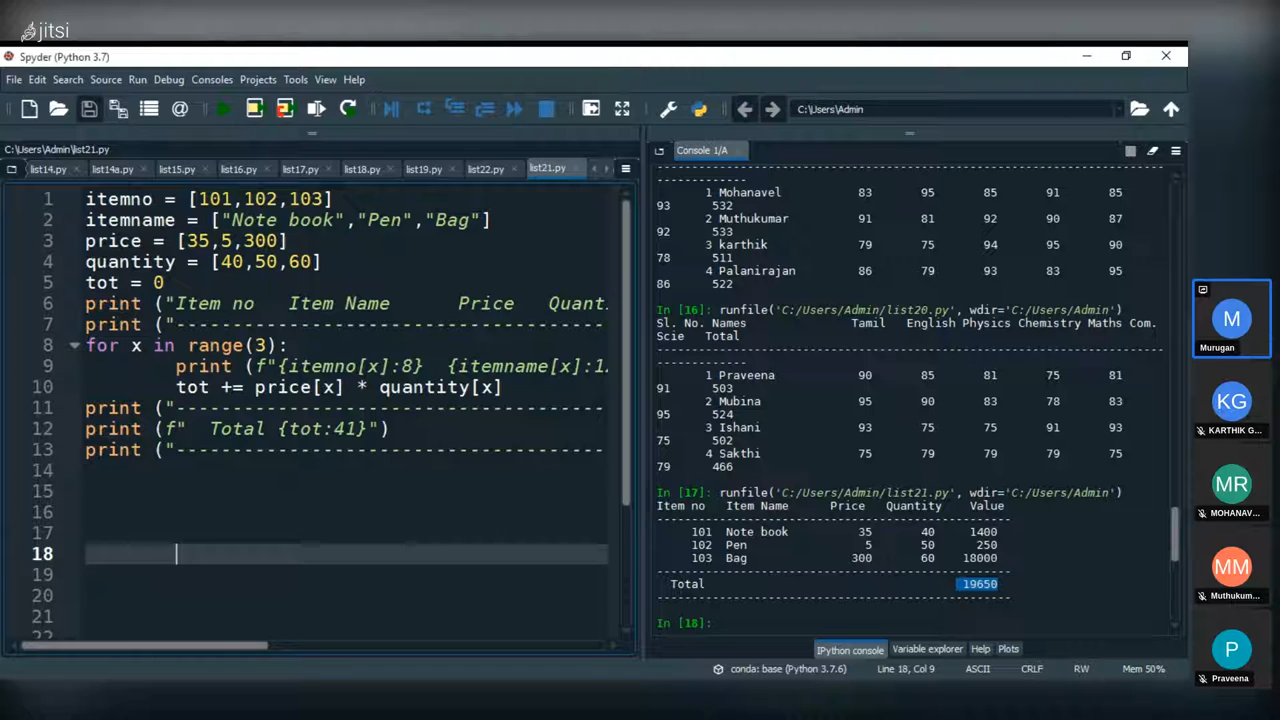 jitsi
Spyder (Python 3.7)
File Edit Search Source Run Debug Consoles Projects Tools View Help
C:\Users\Admin
C:\Users\Admin\list21.py
list14.py list14a.py list15.py list16.py list17.py list18.py list19.py list22.py list21.py
1 itemno = [101,102,103]
2 itemname = ["Note book","Pen","Bag"]
3 price = [35,5,300]
4 quantity = [40,50,60]
5 tot = 0
6 print ("Item no   Item Name       Price   Quant
7 print ("--------------------------------------
8 for x in range(3):
9         print (f"{itemno[x]:8}  {itemname[x]:1
10         tot += price[x] * quantity[x]
11 print ("--------------------------------------
12 print (f"  Total {tot:41}")
13 print ("--------------------------------------
14
15
16
17
18
19
20
21
22
Console 1/A
1 Mohanavel 83 95 85 91 85
93 532
2 Muthukumar 91 81 92 90 87
92 533
3 karthik 79 75 94 95 90
78 511
4 Palanirajan 86 79 93 83 95
86 522
In [16]: runfile('C:/Users/Admin/list20.py', wdir='C:/Users/Admin')
Sl. No. Names Tamil English Physics Chemistry Maths Com.
Scie Total
1 Praveena 90 85 81 75 81
91 503
2 Mubina 95 90 83 78 83
95 524
3 Ishani 93 75 75 91 93
75 502
4 Sakthi 75 79 79 79 75
79 466
In [17]: runfile('C:/Users/Admin/list21.py', wdir='C:/Users/Admin')
Item no Item Name Price Quantity Value
101 Note book 35 40 1400
102 Pen 5 50 250
103 Bag 300 60 18000
Total 19650
In [18]:
IPython console Variable explorer Help Plots
conda: base (Python 3.7.6) Line 18, Col 9 ASCII CRLF RW Mem 50%
M
Murugan
KG
KARTHIK G...
MR
MOHANAV...
MM
Muthukum...
P
Praveena